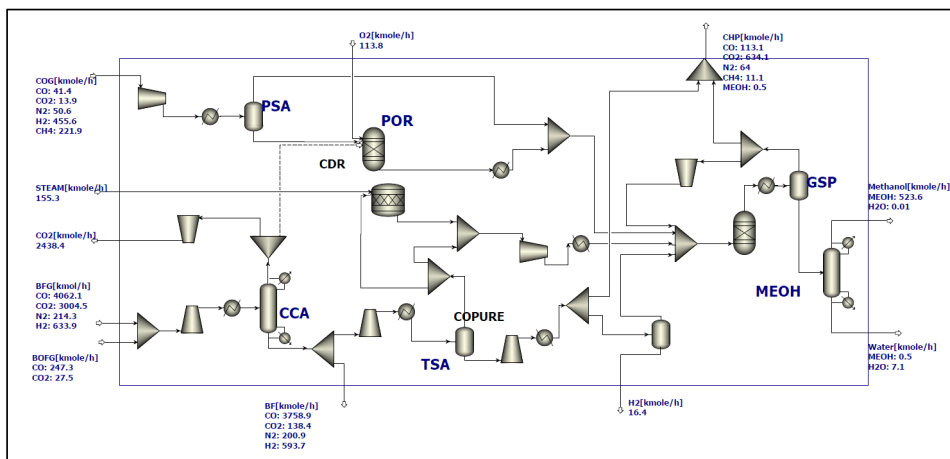 O2[kmole/h]
113.8
CHP[kmole/h]
CO: 113.1
CO2: 634.1
N2: 64
CH4: 11.1
MEOH: 0.5
COG[kmole/h]
CO: 41.4
CO2: 13.9
N2: 50.6
H2: 455.6
CH4: 221.9
PSA
POR
CDR
STEAM[kmole/h]
155.3
GSP
Methanol[kmole/h]
MEOH: 523.6
H2O: 0.01
CO2[kmole/h]
2438.4
BFG[kmol/h]
CO: 4062.1
CO2: 3004.5
N2: 214.3
H2: 633.9
CCA
COPURE
TSA
MEOH
BOFG[kmole/h]
CO: 247.3
CO2: 27.5
Water[kmole/h]
MEOH: 0.5
H2O: 7.1
BF[kmole/h]
CO: 3758.9
CO2: 138.4
N2: 200.9
H2: 593.7
H2[kmole/h]
16.4